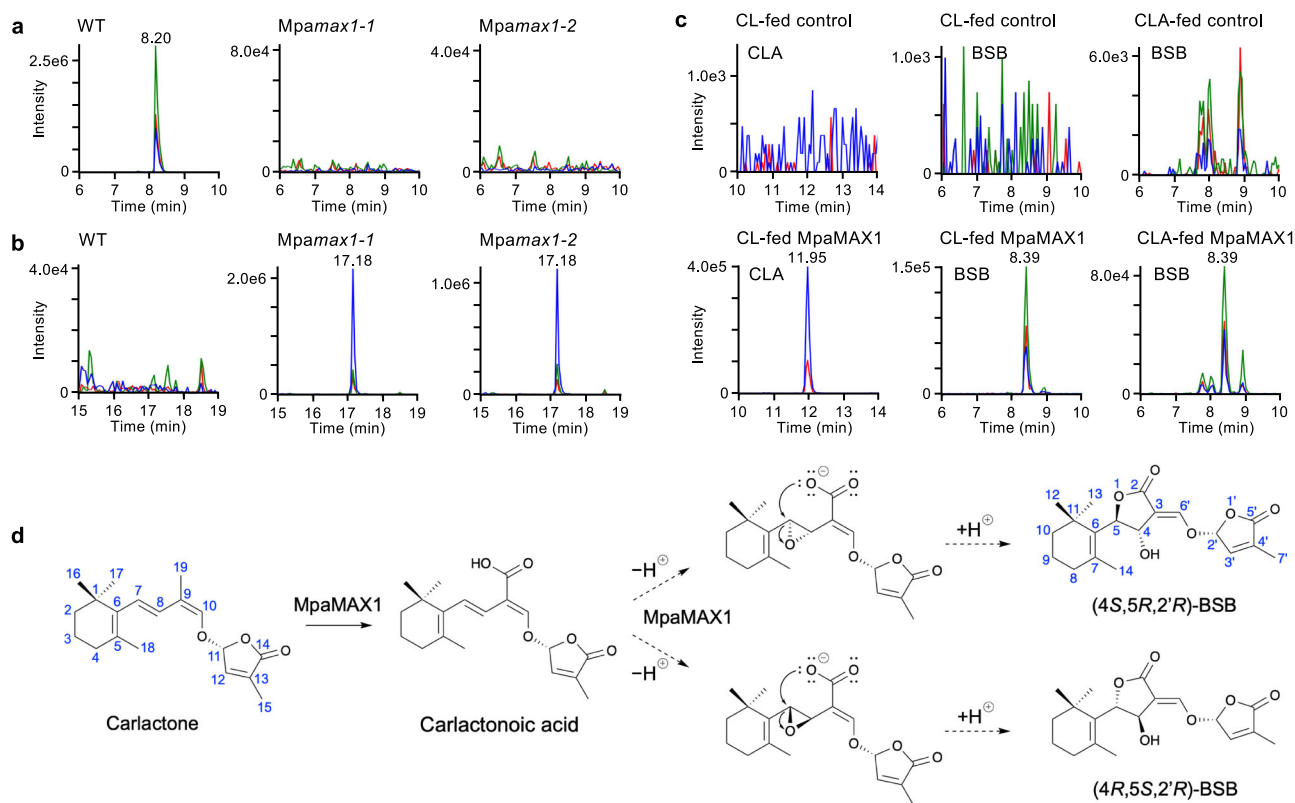 a
WT
Mpamax1-1
Mpamax1-2
8.20
2.5e6
0
8.0e4
0
4.0e4
0
Intensity
6 7 8 9 10
6 7 8 9 10
6 7 8 9 10
Time (min)
Time (min)
Time (min)
b
WT
Mpamax1-1
Mpamax1-2
17.18
17.18
4.0e4
0
2.0e6
0
1.0e6
0
Intensity
15 16 17 18 19
15 16 17 18 19
15 16 17 18 19
Time (min)
Time (min)
Time (min)
c
CL-fed control
CL-fed control
CLA-fed control
CLA
BSB
BSB
1.0e3
0
1.0e3
0
6.0e3
0
Intensity
10 11 12 13 14
6 7 8 9 10
6 7 8 9 10
Time (min)
Time (min)
Time (min)
CL-fed MpaMAX1
CL-fed MpaMAX1
CLA-fed MpaMAX1
11.95
8.39
8.39
CLA
BSB
BSB
4.0e5
0
1.5e5
0
8.0e4
0
Intensity
10 11 12 13 14
6 7 8 9 10
6 7 8 9 10
Time (min)
Time (min)
Time (min)
d
16
17
1
2
3
4
5
6
7
8
9
10
19
18
O
11
O
14
O
12
13
15
Carlactone
MpaMAX1
HO
O
O
O
O
Carlactonoic acid
−H⊕
MpaMAX1
−H⊕
:O:
⊖
O
O
O
O
O
+H⊕
12
13
11
10
9
8
7
14
6
5
4
3
2
1
O
O
OH
6'
O
2'
O
1'
5'
O
4'
3'
7'
(4S,5R,2'R)-BSB
:O:
⊖
O
O
O
O
O
+H⊕
O
O
OH
O
O
O
(4R,5S,2'R)-BSB